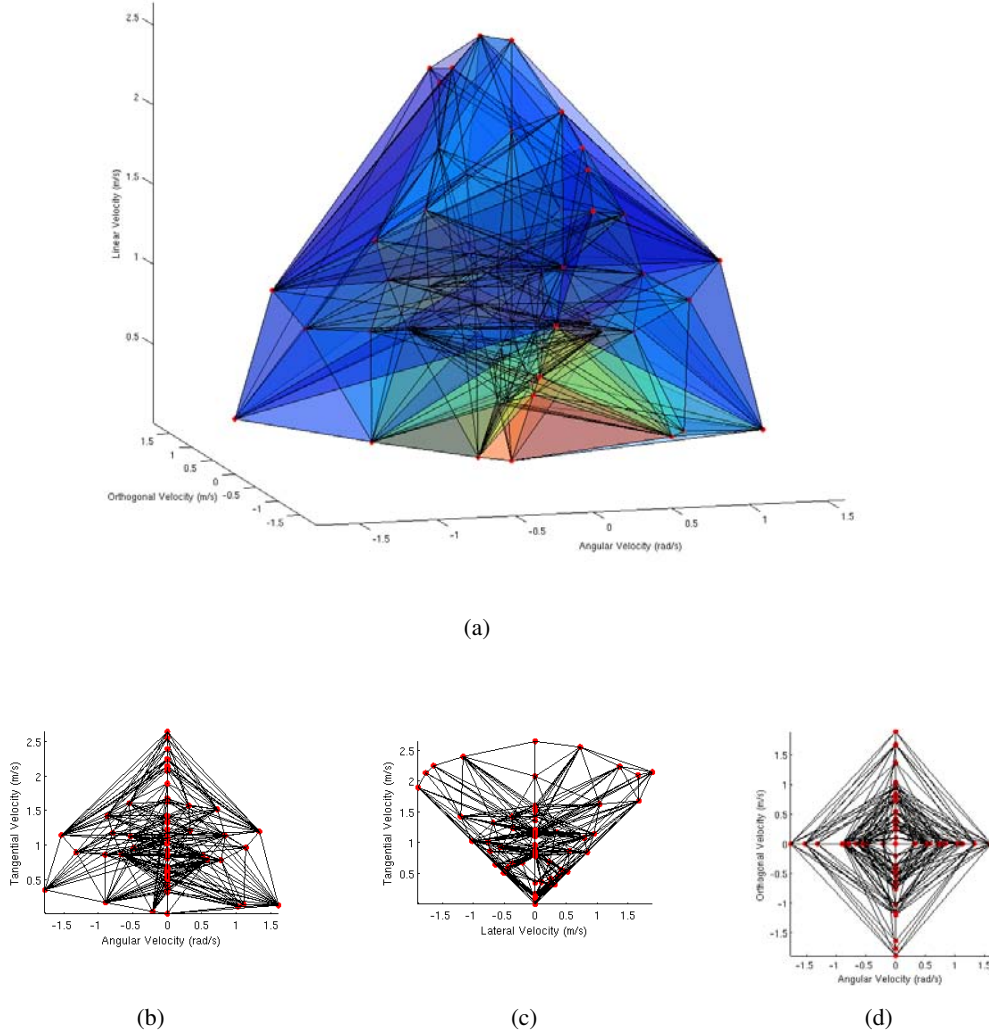 2.5
2
1.5
1
0.5
Linear Velocity (m/s)
1.5
1
0.5
0
-0.5
-1
-1.5
Orthogonal Velocity (m/s)
-1.5
-1
-0.5
0
0.5
1
1.5
Angular Velocity (rad/s)
(a)
2.5
2
1.5
1
0.5
Tangential Velocity (m/s)
-1.5 -1 -0.5 0 0.5 1 1.5
Angular Velocity (rad/s)
(b)
2.5
2
1.5
1
0.5
Tangential Velocity (m/s)
-1.5 -1 -0.5 0 0.5 1 1.5
Lateral Velocity (m/s)
(c)
1.5
1
0.5
0
-0.5
-1
-1.5
Orthogonal Velocity (m/s)
-1.5 -1 -0.5 0 0.5 1 1.5
Angular Velocity (rad/s)
(d)